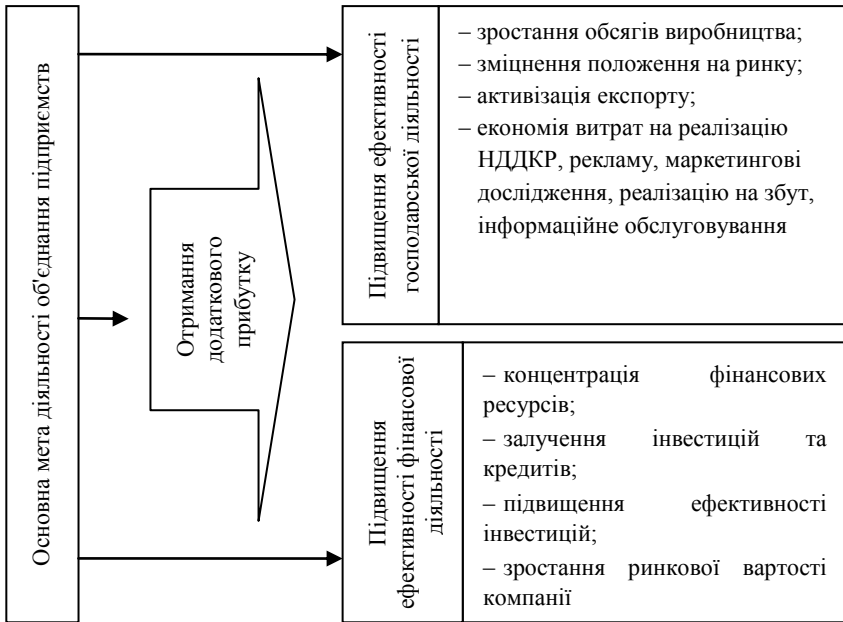 Основна мета діяльності об'єднання підприємств
Отримання
додаткового
прибутку
Підвищення ефективності
господарської діяльності
– зростання обсягів виробництва;
– зміцнення положення на ринку;
– активізація експорту;
– економія витрат на реалізацію
НДДКР, рекламу, маркетингові
дослідження, реалізацію на збут,
інформаційне обслуговування
Підвищення
ефективності фінансової
діяльності
– концентрація фінансових
ресурсів;
– залучення інвестицій та
кредитів;
– підвищення ефективності
інвестицій;
– зростання ринкової вартості
компанії